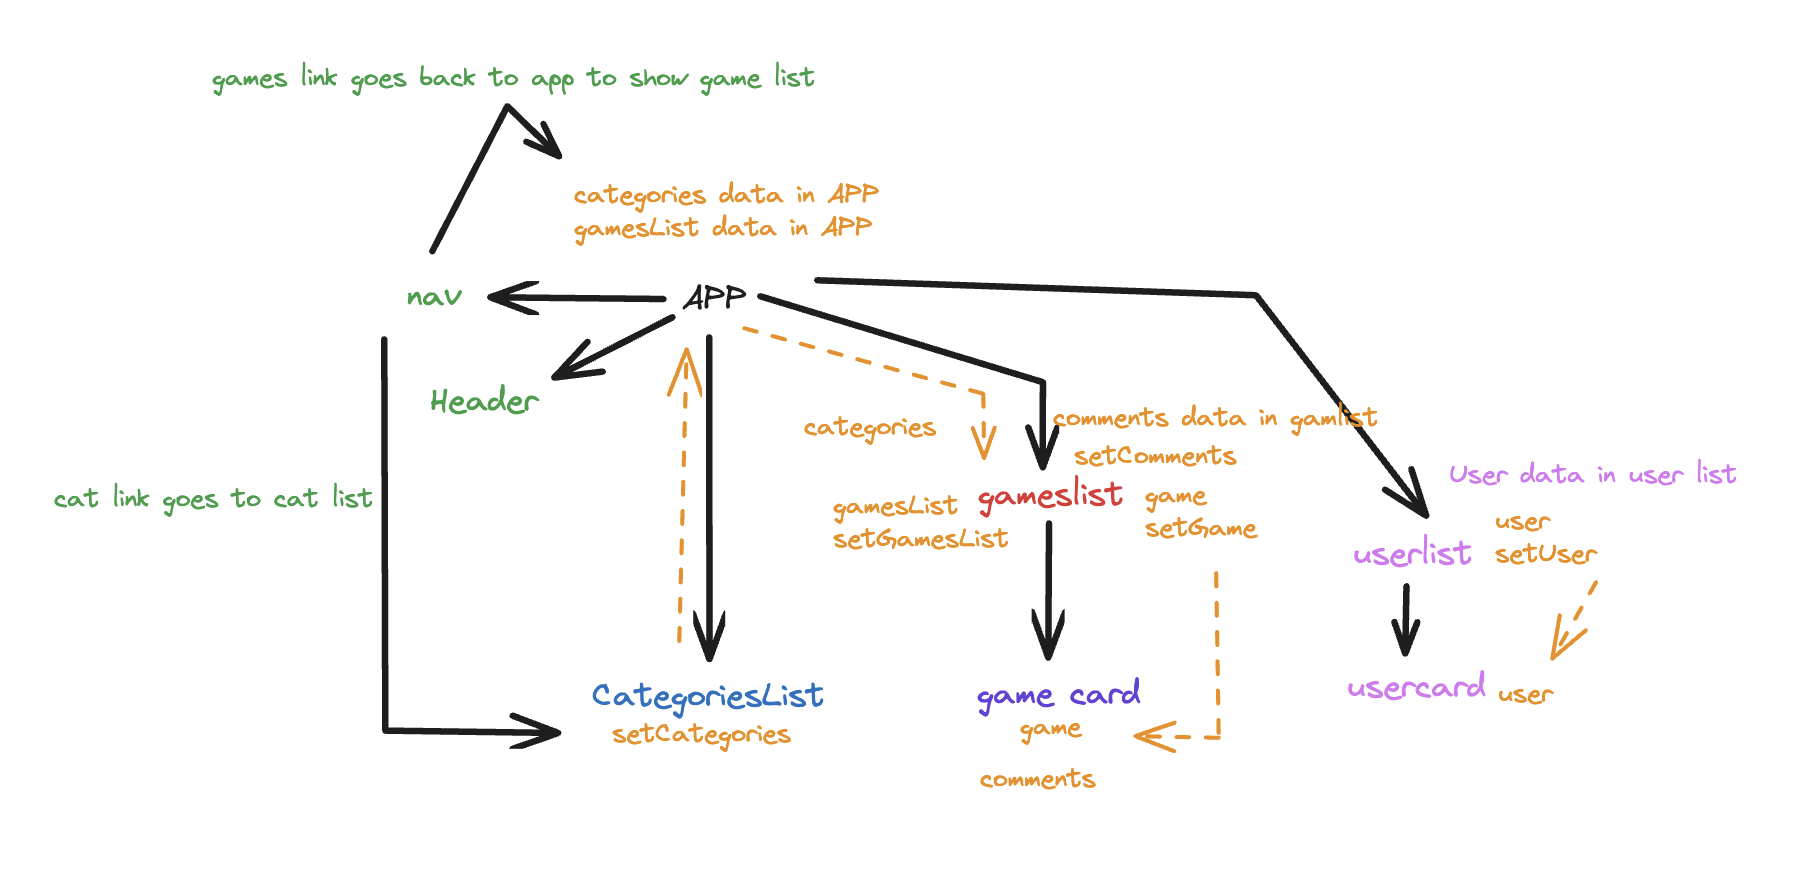 games link goes back to app to show game list
categories data in APP
gamesList data in APP
nav
APP
Header
categories
comments data in gamlist
setComments
cat link goes to cat list
gamesList
setGamesList
gameslist
game
setGame
User data in user list
user
setUser
userlist
CategoriesList
setCategories
game card
game
comments
usercard
user